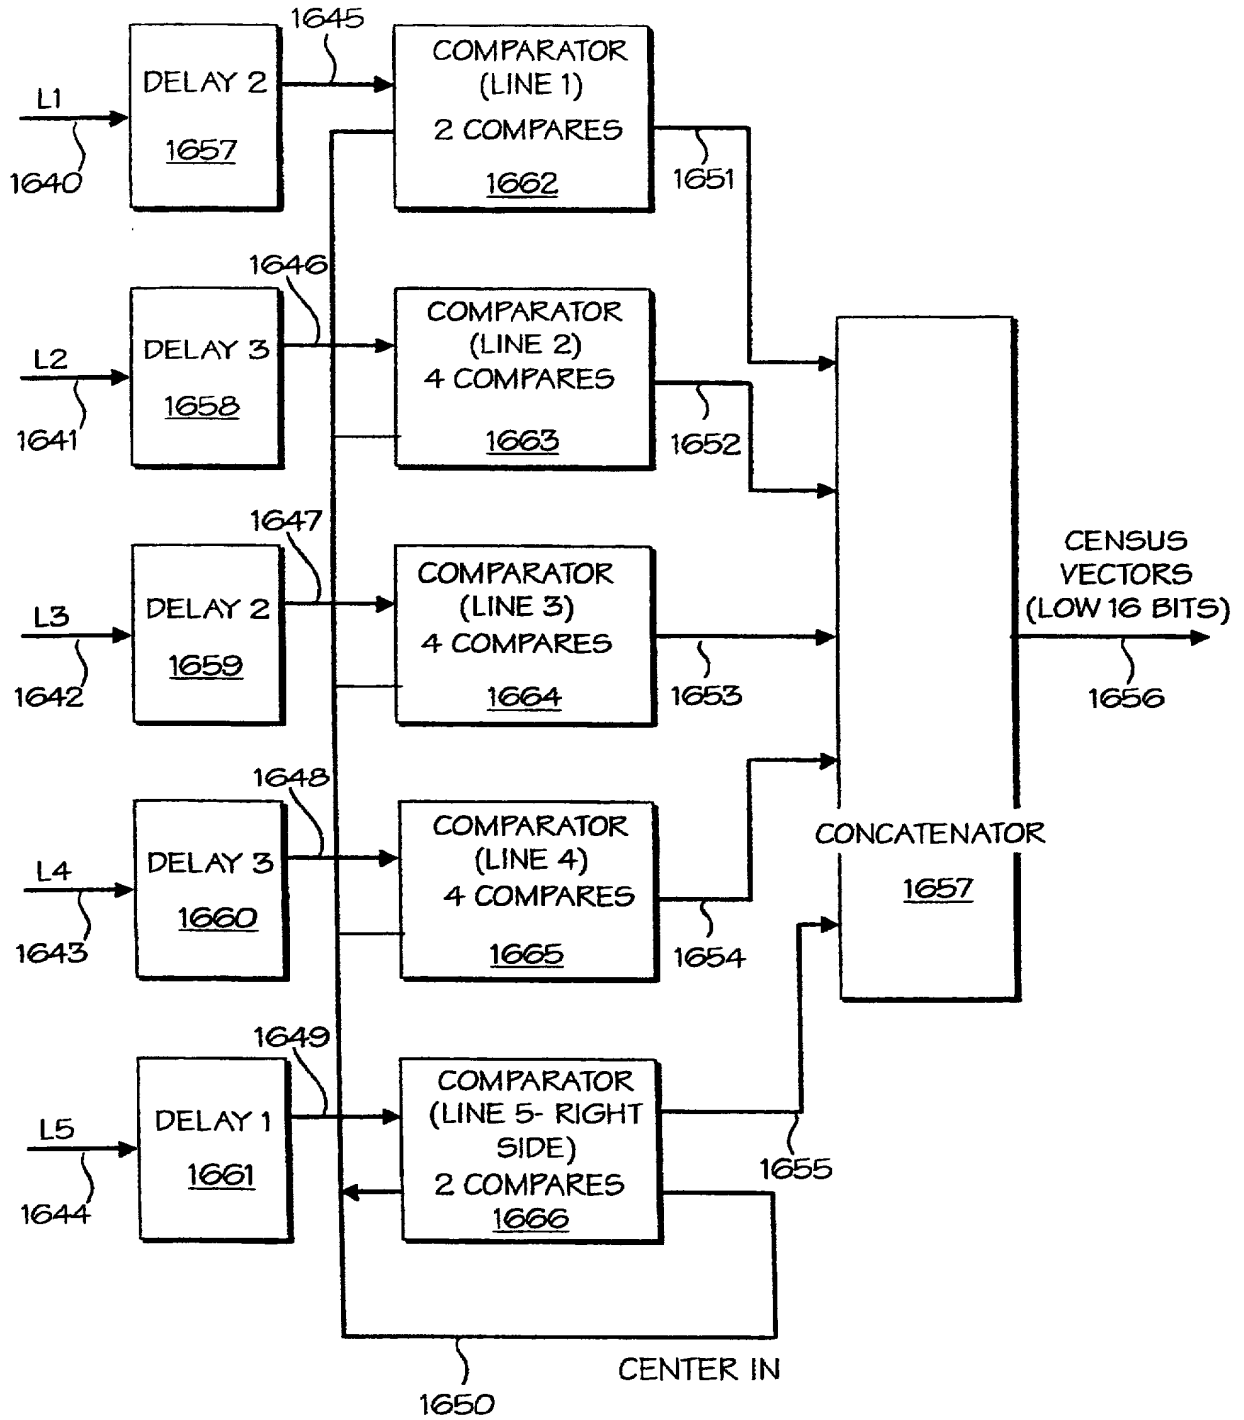 1645
L1
1640
DELAY 2
1657
COMPARATOR
(LINE 1)
2 COMPARES
1662
1651
1646
L2
1641
DELAY 3
1658
COMPARATOR
(LINE 2)
4 COMPARES
1663
1652
1647
L3
1642
DELAY 2
1659
COMPARATOR
(LINE 3)
4 COMPARES
1664
1653
CENSUS
VECTORS
(LOW 16 BITS)
1656
1648
L4
1643
DELAY 3
1660
COMPARATOR
(LINE 4)
4 COMPARES
1665
1654
CONCATENATOR
1657
1649
L5
1644
DELAY 1
1661
COMPARATOR
(LINE 5- RIGHT
SIDE)
2 COMPARES
1666
1655
CENTER IN
1650